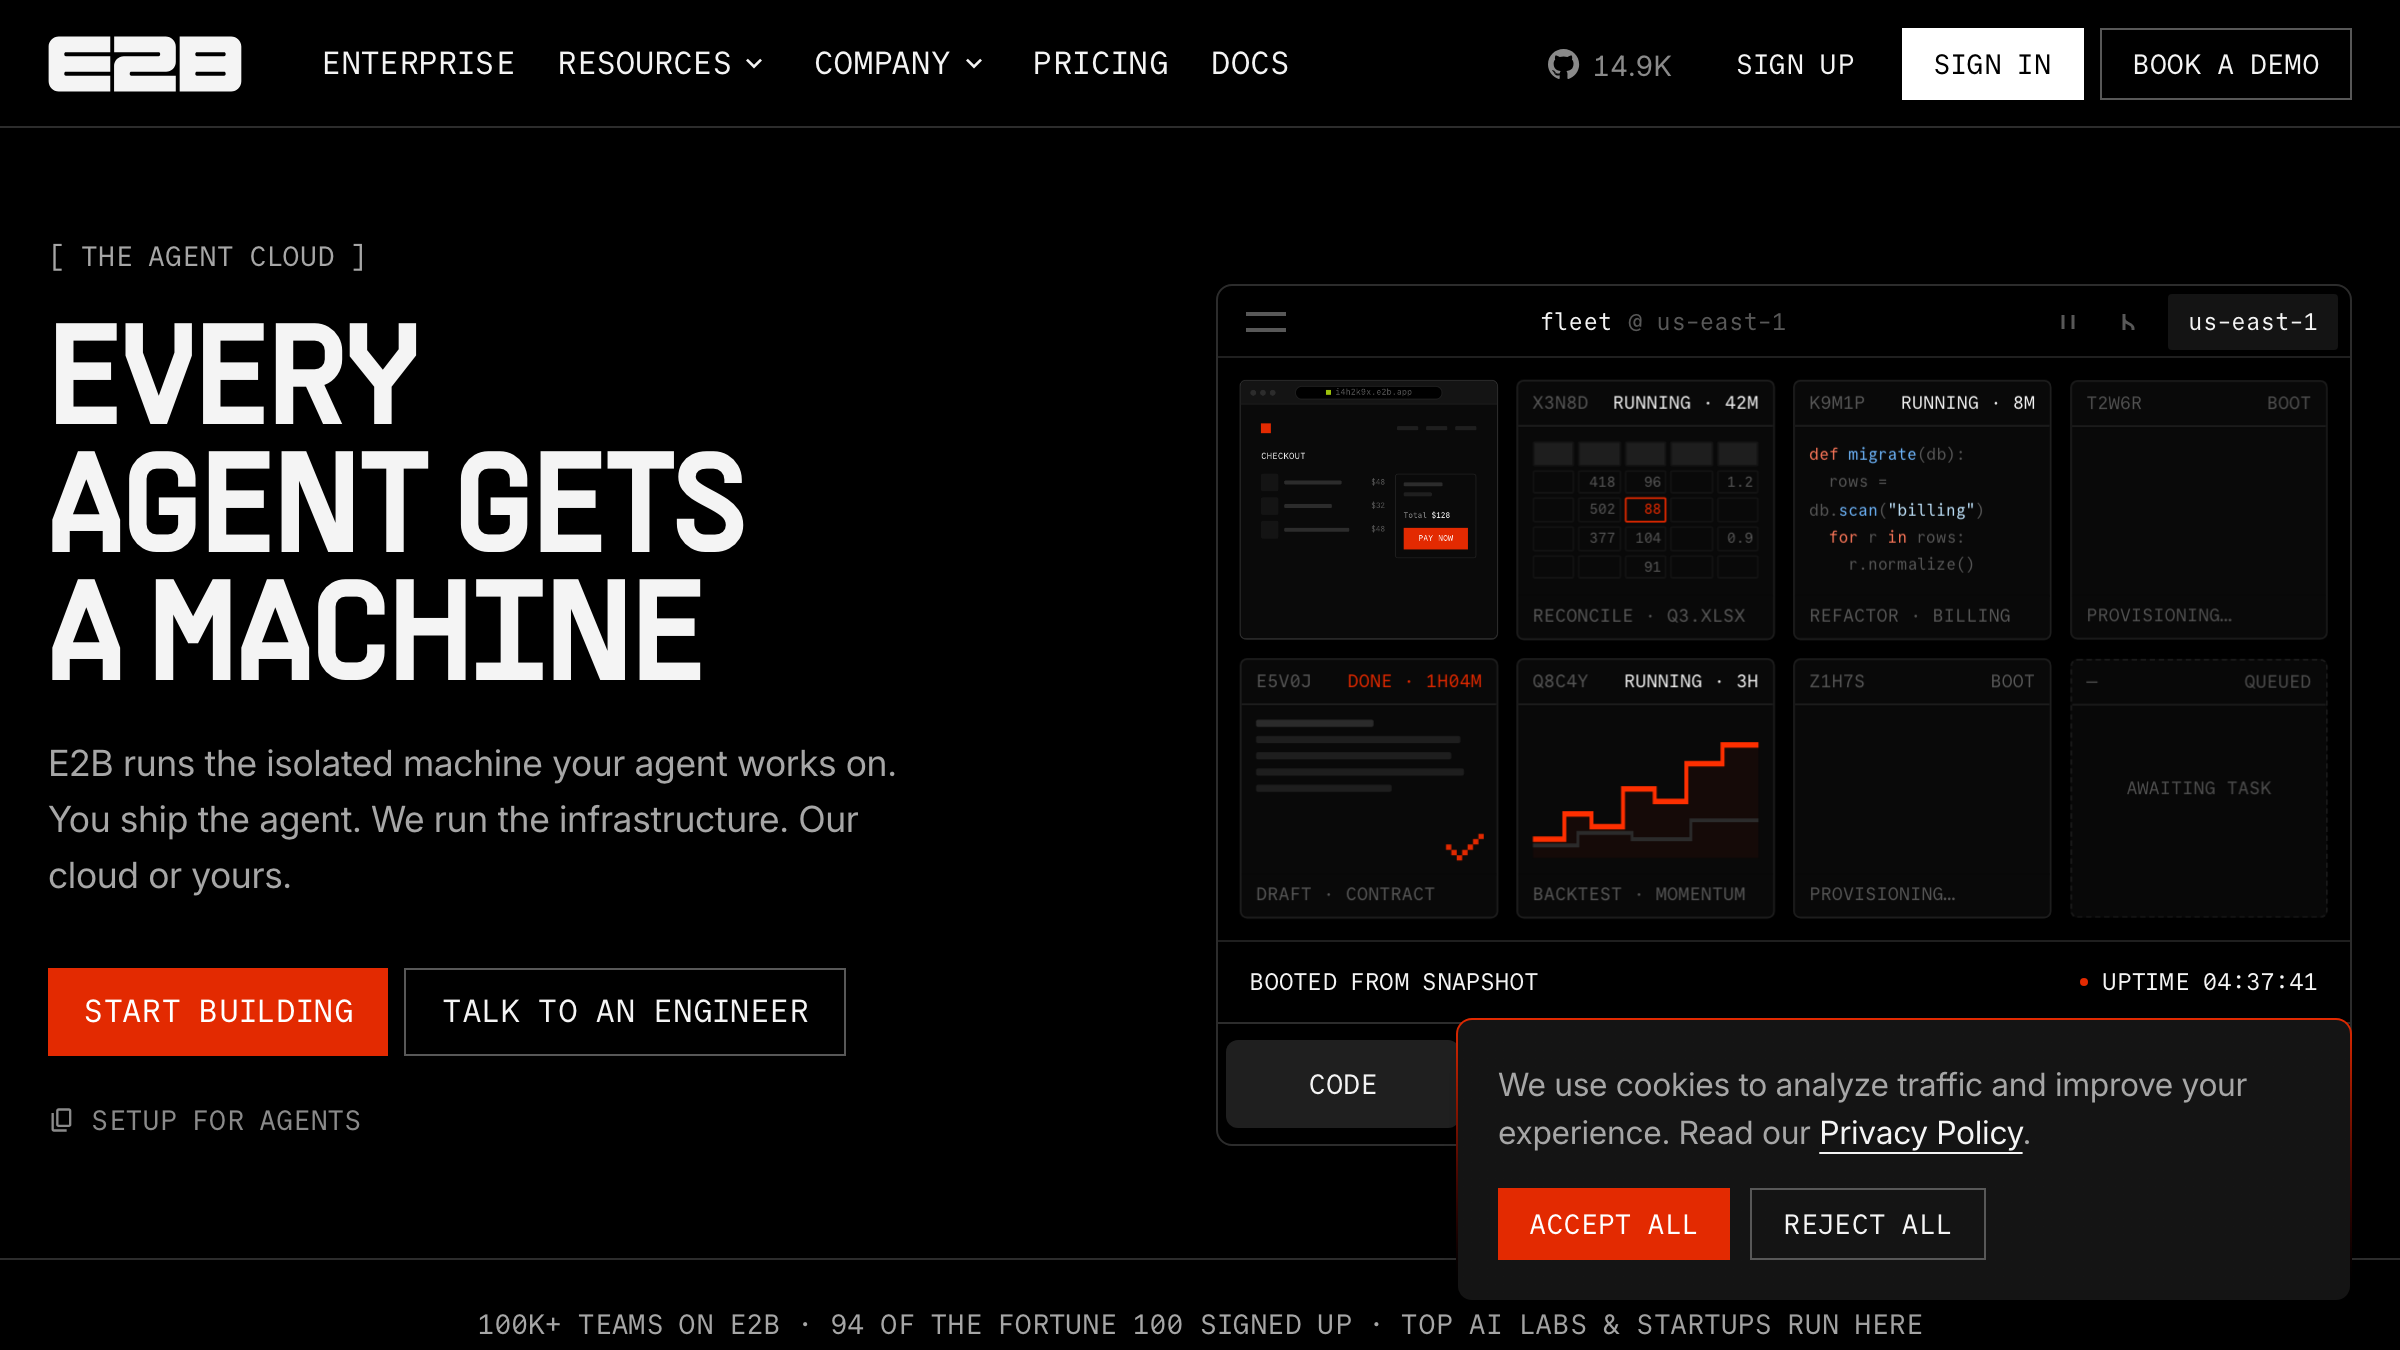 E2B
ENTERPRISE RESOURCES COMPANY PRICING DOCS
14.9K SIGN UP SIGN IN BOOK A DEMO
[ THE AGENT CLOUD ]
EVERY
AGENT GETS
A MACHINE
E2B runs the isolated machine your agent works on.
You ship the agent. We run the infrastructure. Our
cloud or yours.
START BUILDING TALK TO AN ENGINEER
SETUP FOR AGENTS
fleet @ us-east-1
us-east-1
i4h2k9x.e2b.app
CHECKOUT
$48
$32
$48
Total $128
PAY NOW
X3N8D RUNNING · 42M
418 96 1.2
502 88
377 104 0.9
91
RECONCILE · Q3.XLSX
K9M1P RUNNING · 8M
def migrate(db):
rows =
db.scan("billing")
for r in rows:
r.normalize()
REFACTOR · BILLING
T2W6R BOOT
PROVISIONING…
E5V0J DONE · 1H04M
DRAFT · CONTRACT
Q8C4Y RUNNING · 3H
BACKTEST · MOMENTUM
Z1H7S BOOT
PROVISIONING…
— QUEUED
AWAITING TASK
BOOTED FROM SNAPSHOT UPTIME 04:37:41
CODE
We use cookies to analyze traffic and improve your
experience. Read our Privacy Policy.
ACCEPT ALL REJECT ALL
100K+ TEAMS ON E2B · 94 OF THE FORTUNE 100 SIGNED UP · TOP AI LABS & STARTUPS RUN HERE